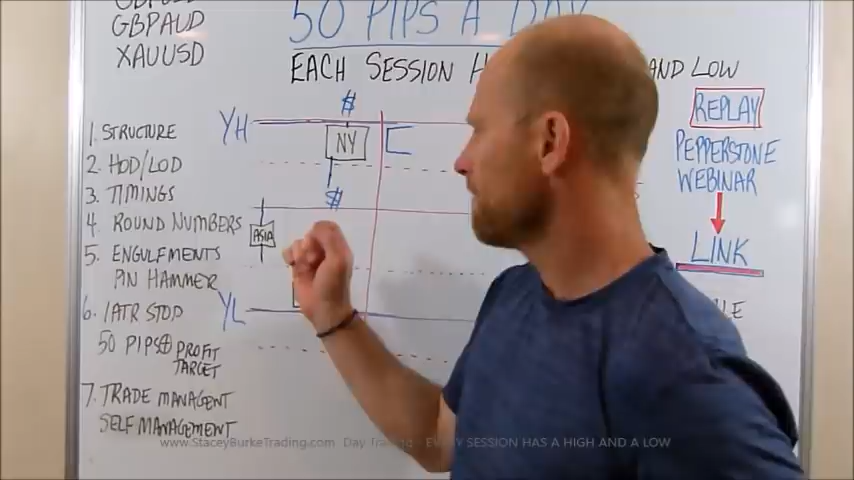 50 PIPS A DAY
GBPAUD
XAUUSD
EACH SESSION H
AND LOW
1. STRUCTURE
2. HOD/LOD
3. TIMINGS
4. ROUND NUMBERS
5. ENGULFMENTS
PIN HAMMER
6. 1ATR STOP
50 PIPS⊕ PROFIT
TARGET
7. TRADE MANAGENT
SELF MANAGEMENT
YH
$
NY
$
ASIA
YL
REPLAY
PEPPERSTONE
WEBINAR
LINK
LE
www.StaceyBurkeTrading.com Day Trading - EVERY SESSION HAS A HIGH AND A LOW